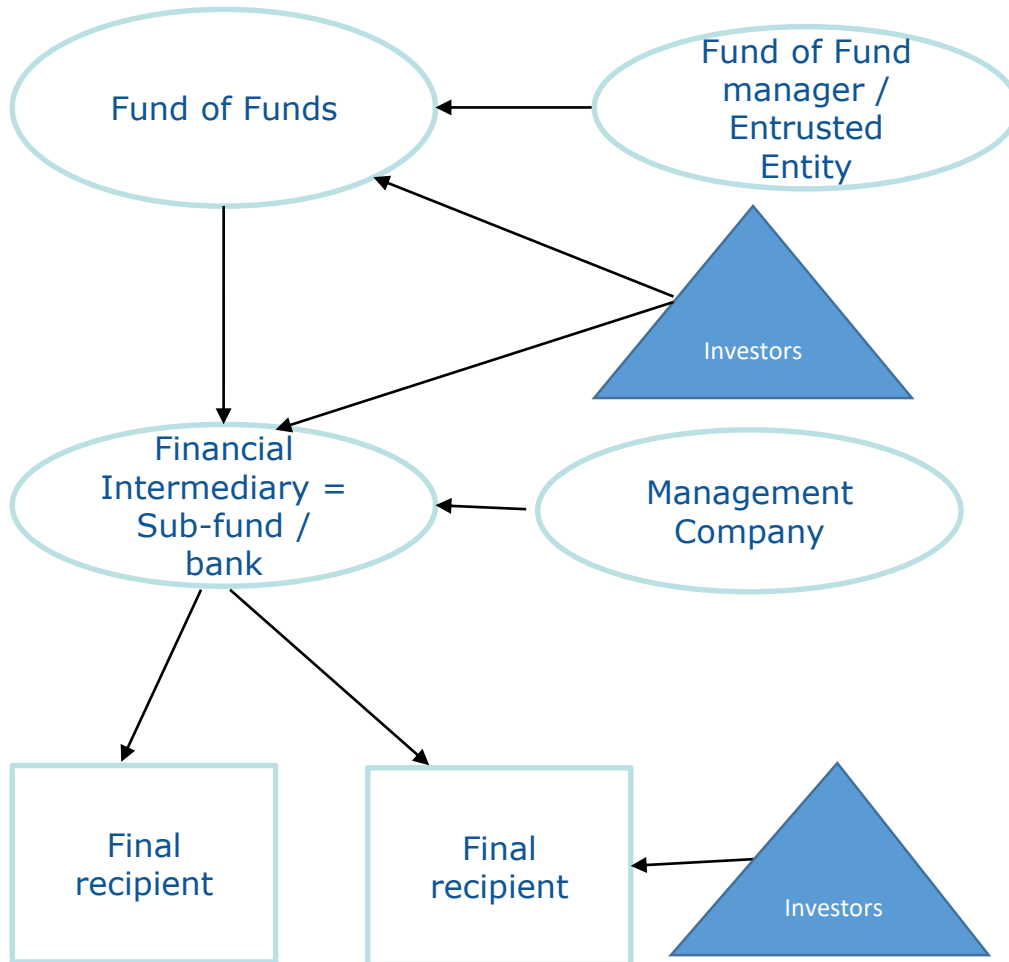 Fund of Funds
Fund of Fund
manager /
Entrusted
Entity
Investors
Financial
Intermediary =
Sub-fund /
bank
Management
Company
Final
recipient
Final
recipient
Investors